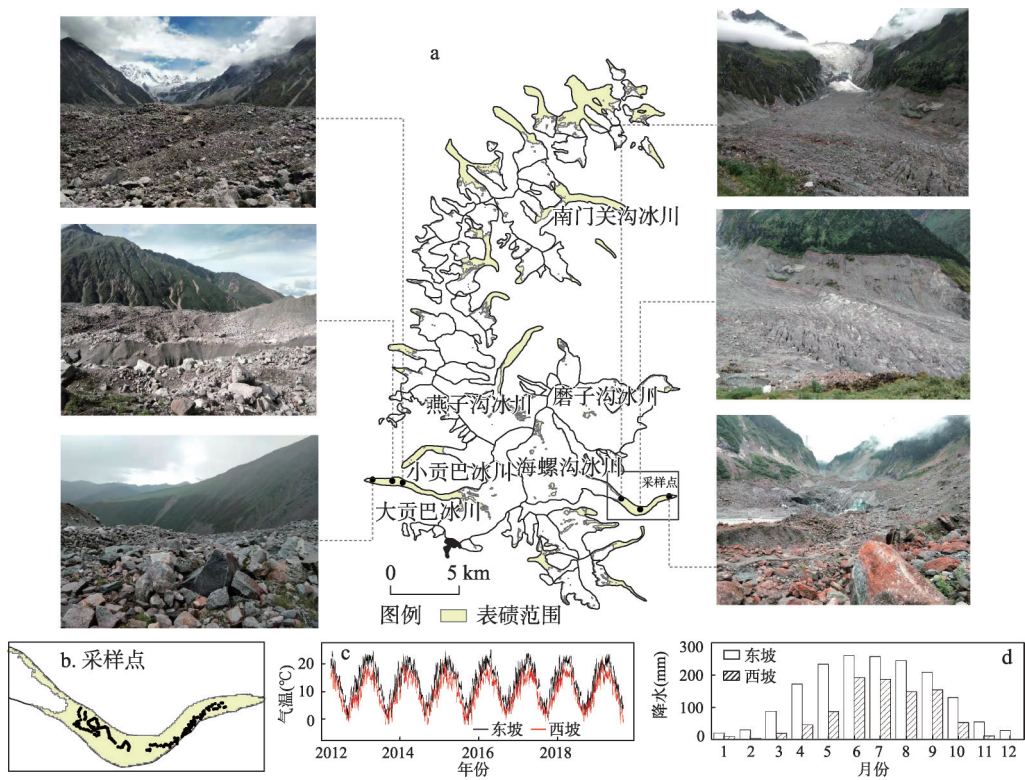 a
南门关沟冰川
燕子沟冰川
磨子沟冰川
小贡巴冰川
海螺沟冰川
采样点
大贡巴冰川
0 5 km
图例 表碛范围
b. 采样点
c
气温(℃)
20
10
0
东坡 西坡
2012 2014 2016 2018
年份
d
降水(mm)
300
200
100
0
东坡
西坡
1 2 3 4 5 6 7 8 9 10 11 12
月份